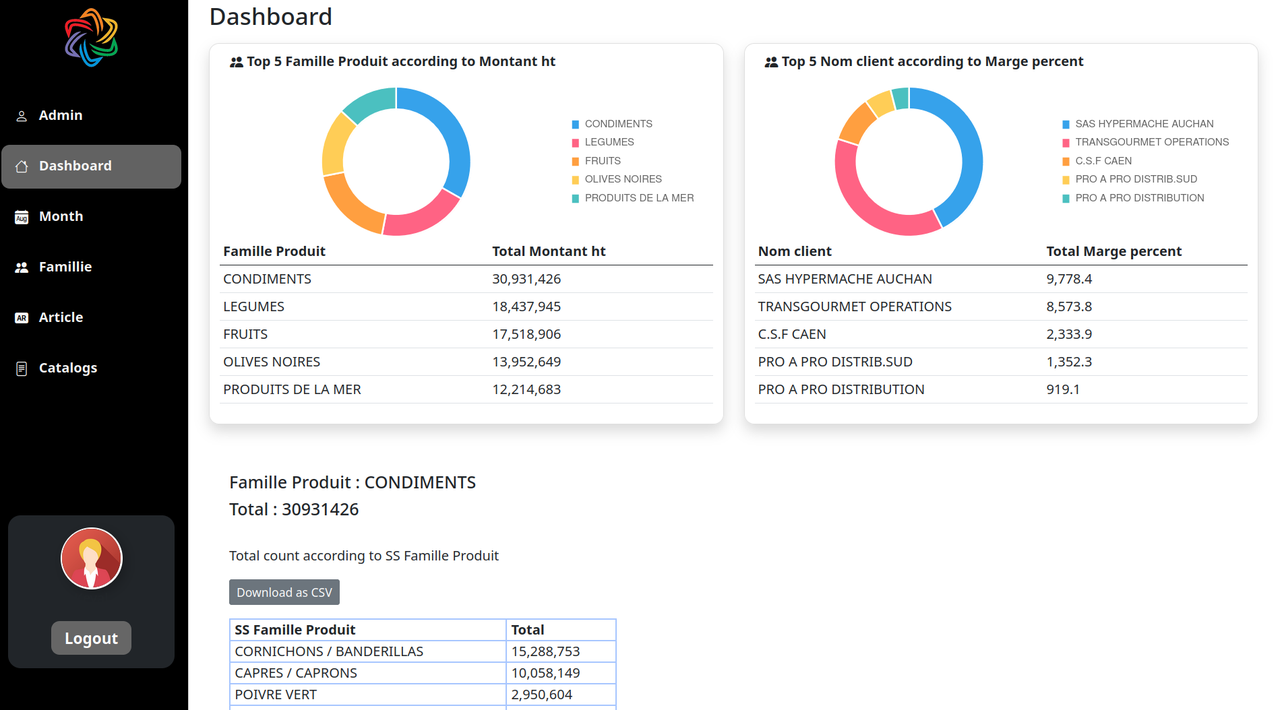 Dashboard
Admin
Dashboard
Aug Month
Famillie
AR Article
Catalogs
Logout
Top 5 Famille Produit according to Montant ht
CONDIMENTS
LEGUMES
FRUITS
OLIVES NOIRES
PRODUITS DE LA MER
Famille Produit Total Montant ht
CONDIMENTS 30,931,426
LEGUMES 18,437,945
FRUITS 17,518,906
OLIVES NOIRES 13,952,649
PRODUITS DE LA MER 12,214,683
Top 5 Nom client according to Marge percent
SAS HYPERMACHE AUCHAN
TRANSGOURMET OPERATIONS
C.S.F CAEN
PRO A PRO DISTRIB.SUD
PRO A PRO DISTRIBUTION
Nom client Total Marge percent
SAS HYPERMACHE AUCHAN 9,778.4
TRANSGOURMET OPERATIONS 8,573.8
C.S.F CAEN 2,333.9
PRO A PRO DISTRIB.SUD 1,352.3
PRO A PRO DISTRIBUTION 919.1
Famille Produit : CONDIMENTS
Total : 30931426
Total count according to SS Famille Produit
Download as CSV
SS Famille Produit Total
CORNICHONS / BANDERILLAS 15,288,753
CAPRES / CAPRONS 10,058,149
POIVRE VERT 2,950,604